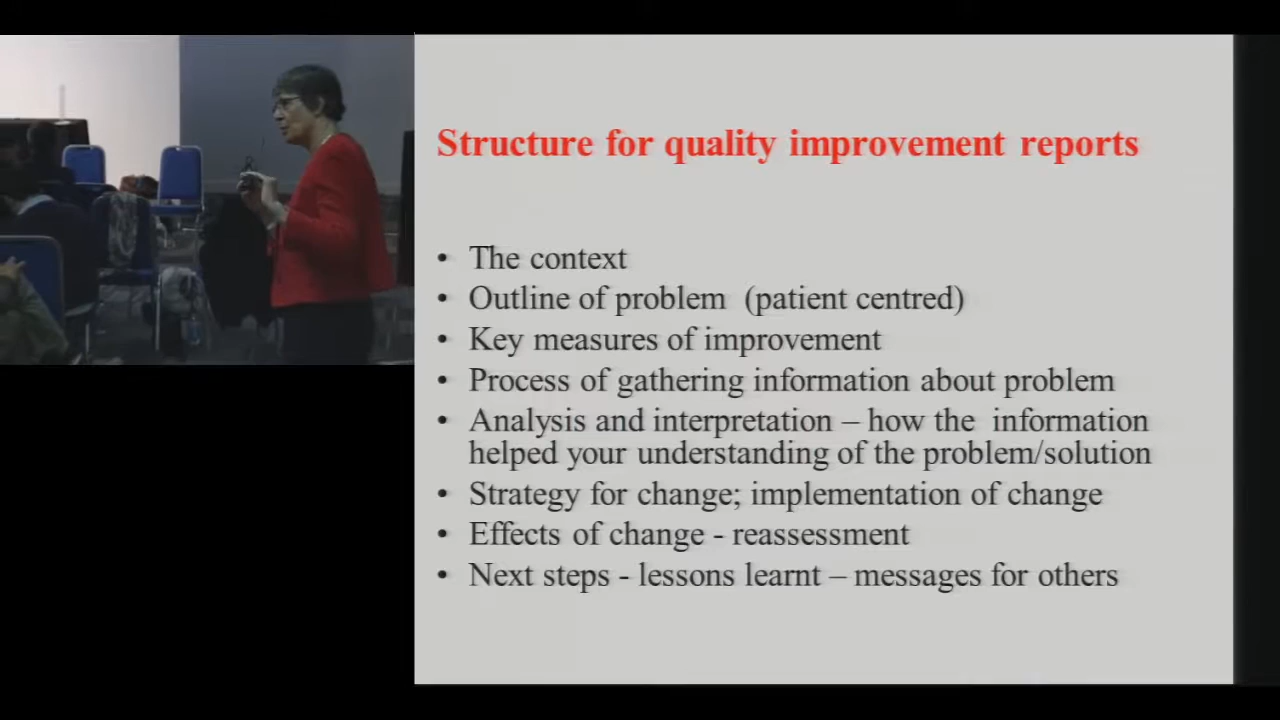 Structure for quality improvement reports
• The context
• Outline of problem (patient centred)
• Key measures of improvement
• Process of gathering information about problem
• Analysis and interpretation – how the information
helped your understanding of the problem/solution
• Strategy for change; implementation of change
• Effects of change - reassessment
• Next steps - lessons learnt – messages for others